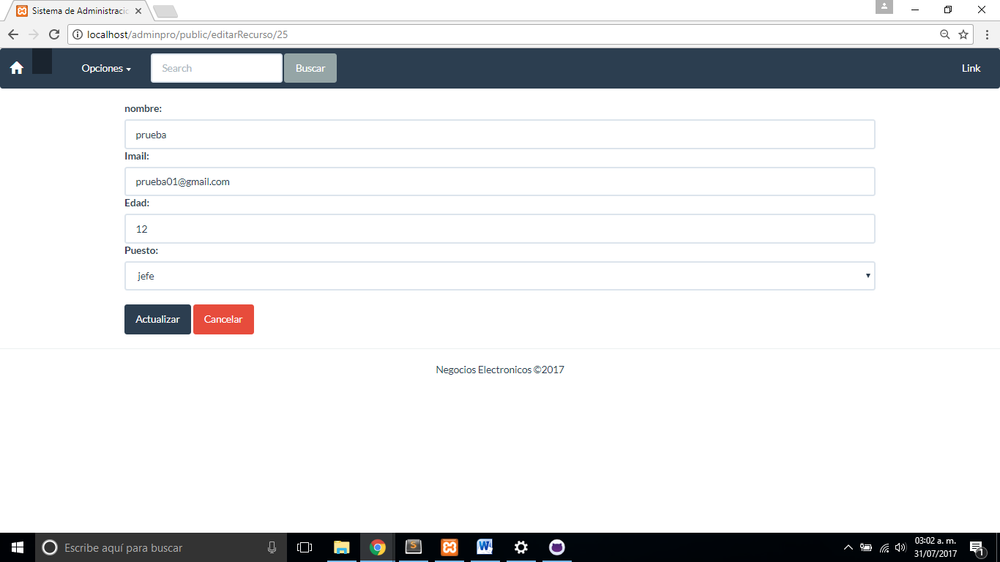 Sistema de Administraci
localhost/adminpro/public/editarRecurso/25
Opciones
Search
Buscar
Link
nombre:
prueba
Imail:
prueba01@gmail.com
Edad:
12
Puesto:
jefe
Actualizar
Cancelar
Negocios Electronicos ©2017
Escribe aquí para buscar
03:02 a. m.
31/07/2017
1